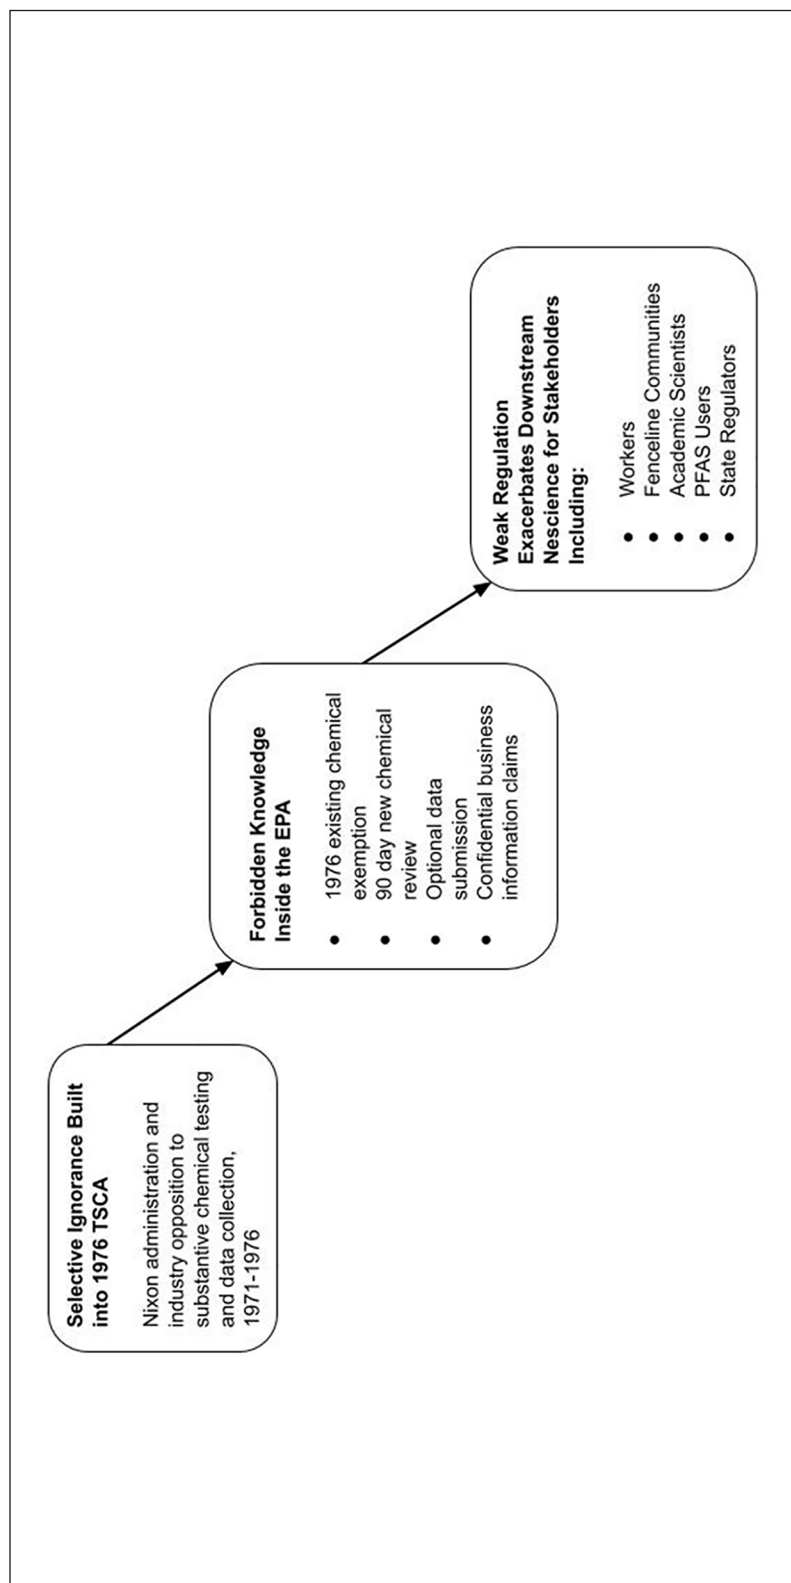 Selective Ignorance Built
into 1976 TSCA
Nixon administration and
industry opposition to
substantive chemical testing
and data collection,
1971-1976
Forbidden Knowledge
Inside the EPA
● 1976 existing chemical
exemption
● 90 day new chemical
review
● Optional data
submission
● Confidential business
information claims
Weak Regulation
Exacerbates Downstream
Nescience for Stakeholders
Including:
● Workers
● Fenceline Communities
● Academic Scientists
● PFAS Users
● State Regulators